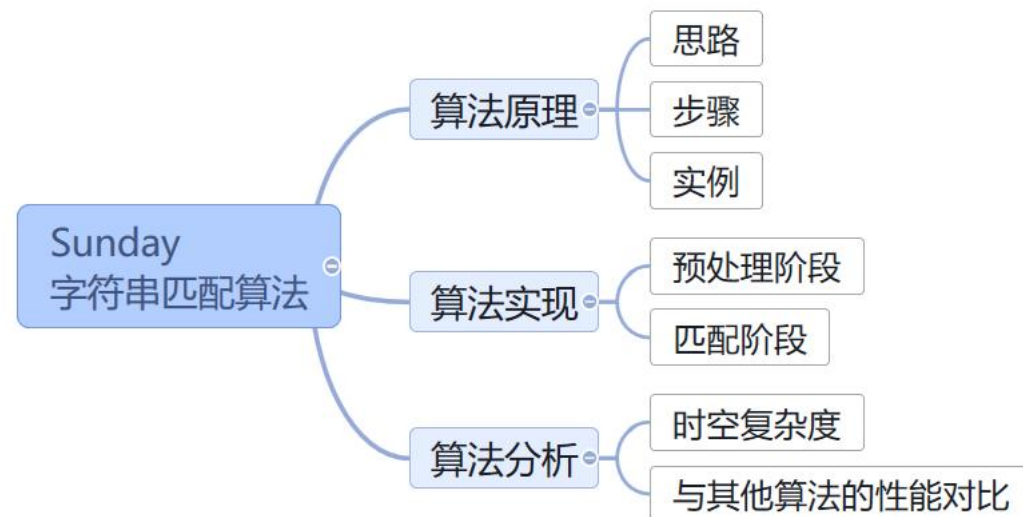 Sunday
字符串匹配算法
算法原理
思路
步骤
实例
算法实现
预处理阶段
匹配阶段
算法分析
时空复杂度
与其他算法的性能对比